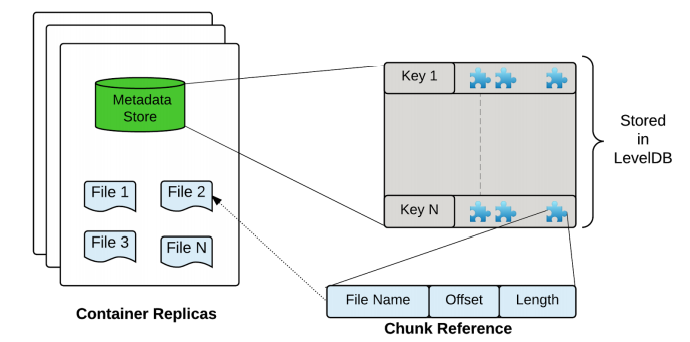 Metadata
Store
File 1
File 2
File 3
File N
Container Replicas
Key 1
Key N
Stored
in
LevelDB
File Name
Offset
Length
Chunk Reference